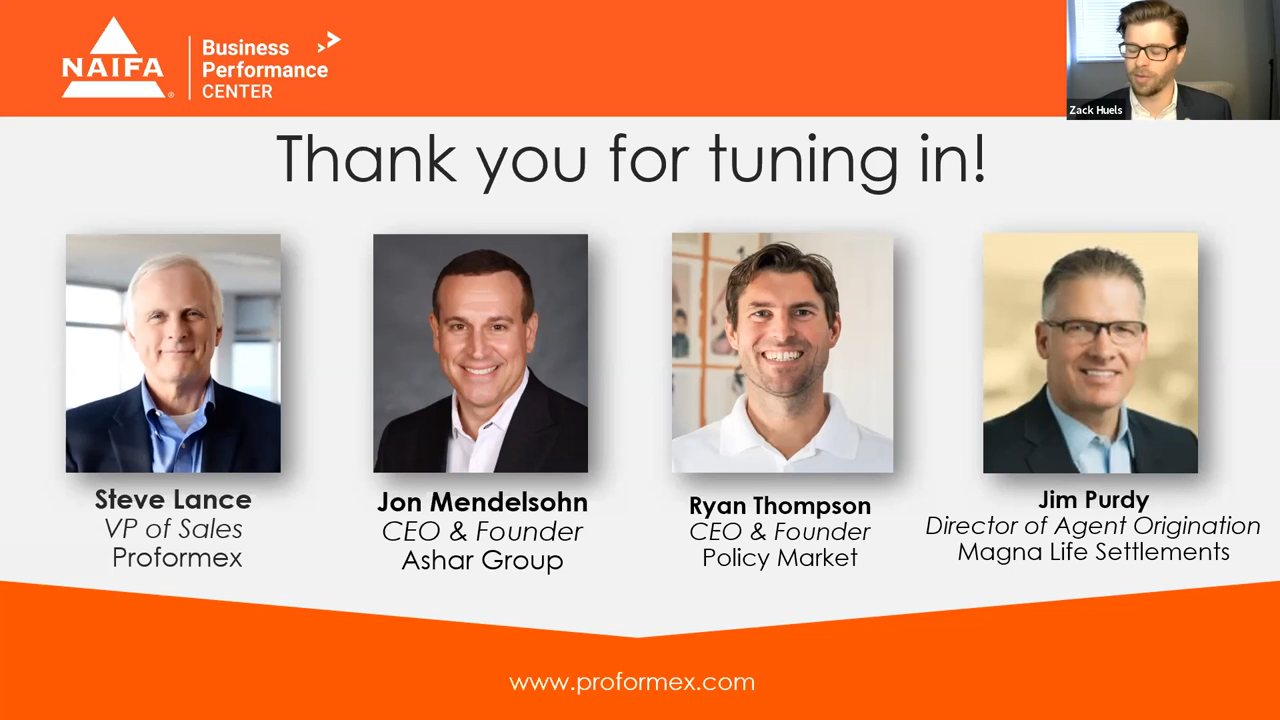 NAIFA
®
Business
Performance
CENTER
Zack Huels
Thank you for tuning in!
Steve Lance
VP of Sales
Proformex
Jon Mendelsohn
CEO & Founder
Ashar Group
Ryan Thompson
CEO & Founder
Policy Market
Jim Purdy
Director of Agent Origination
Magna Life Settlements
www.proformex.com